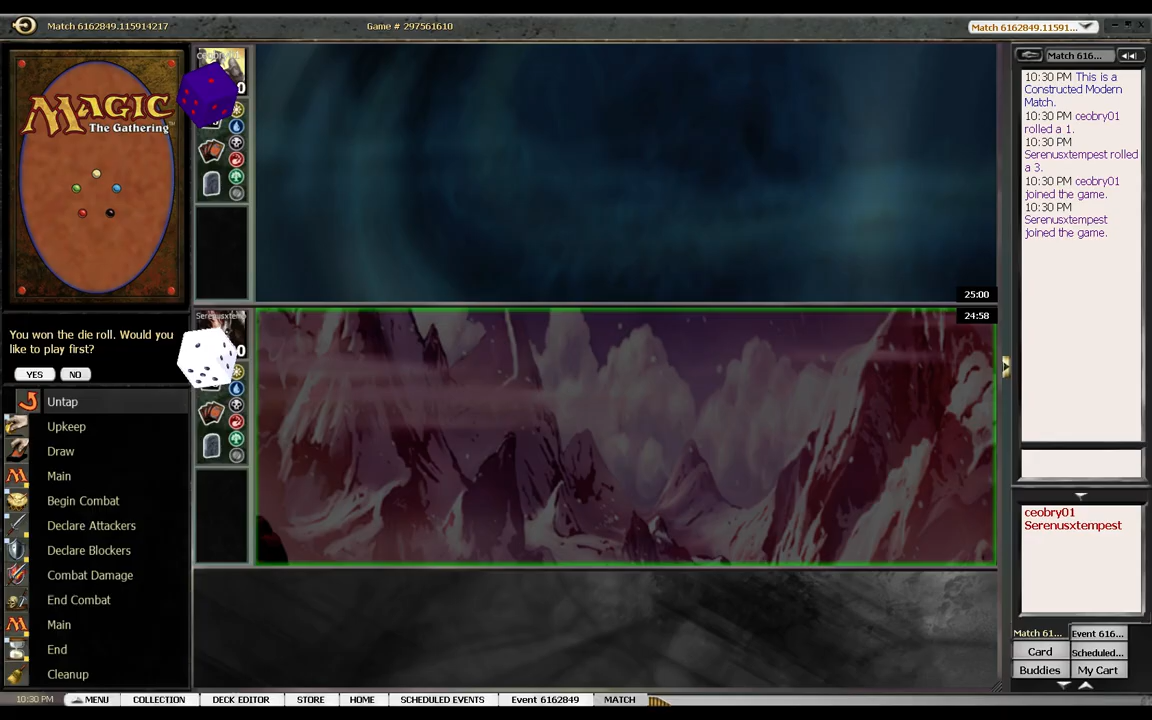 Match 6162849.115914217
Game # 297561610
Match 6162849.11591...
MAGIC
The Gathering
You won the die roll. Would you
like to play first?
YES
NO
Untap
Upkeep
Draw
Main
Begin Combat
Declare Attackers
Declare Blockers
Combat Damage
End Combat
Main
End
Cleanup
0
25:00
Serenusxtem
0
24:58
Match 616...
10:30 PM This is a
Constructed Modern
Match.
10:30 PM ceobry01
rolled a 1.
10:30 PM
Serenusxtempest rolled
a 3.
10:30 PM ceobry01
joined the game.
10:30 PM
Serenusxtempest
joined the game.
ceobry01
Serenusxtempest
Match 61...
Event 616...
Card
Scheduled...
Buddies
My Cart
10:30 PM
MENU
COLLECTION
DECK EDITOR
STORE
HOME
SCHEDULED EVENTS
Event 6162849
MATCH